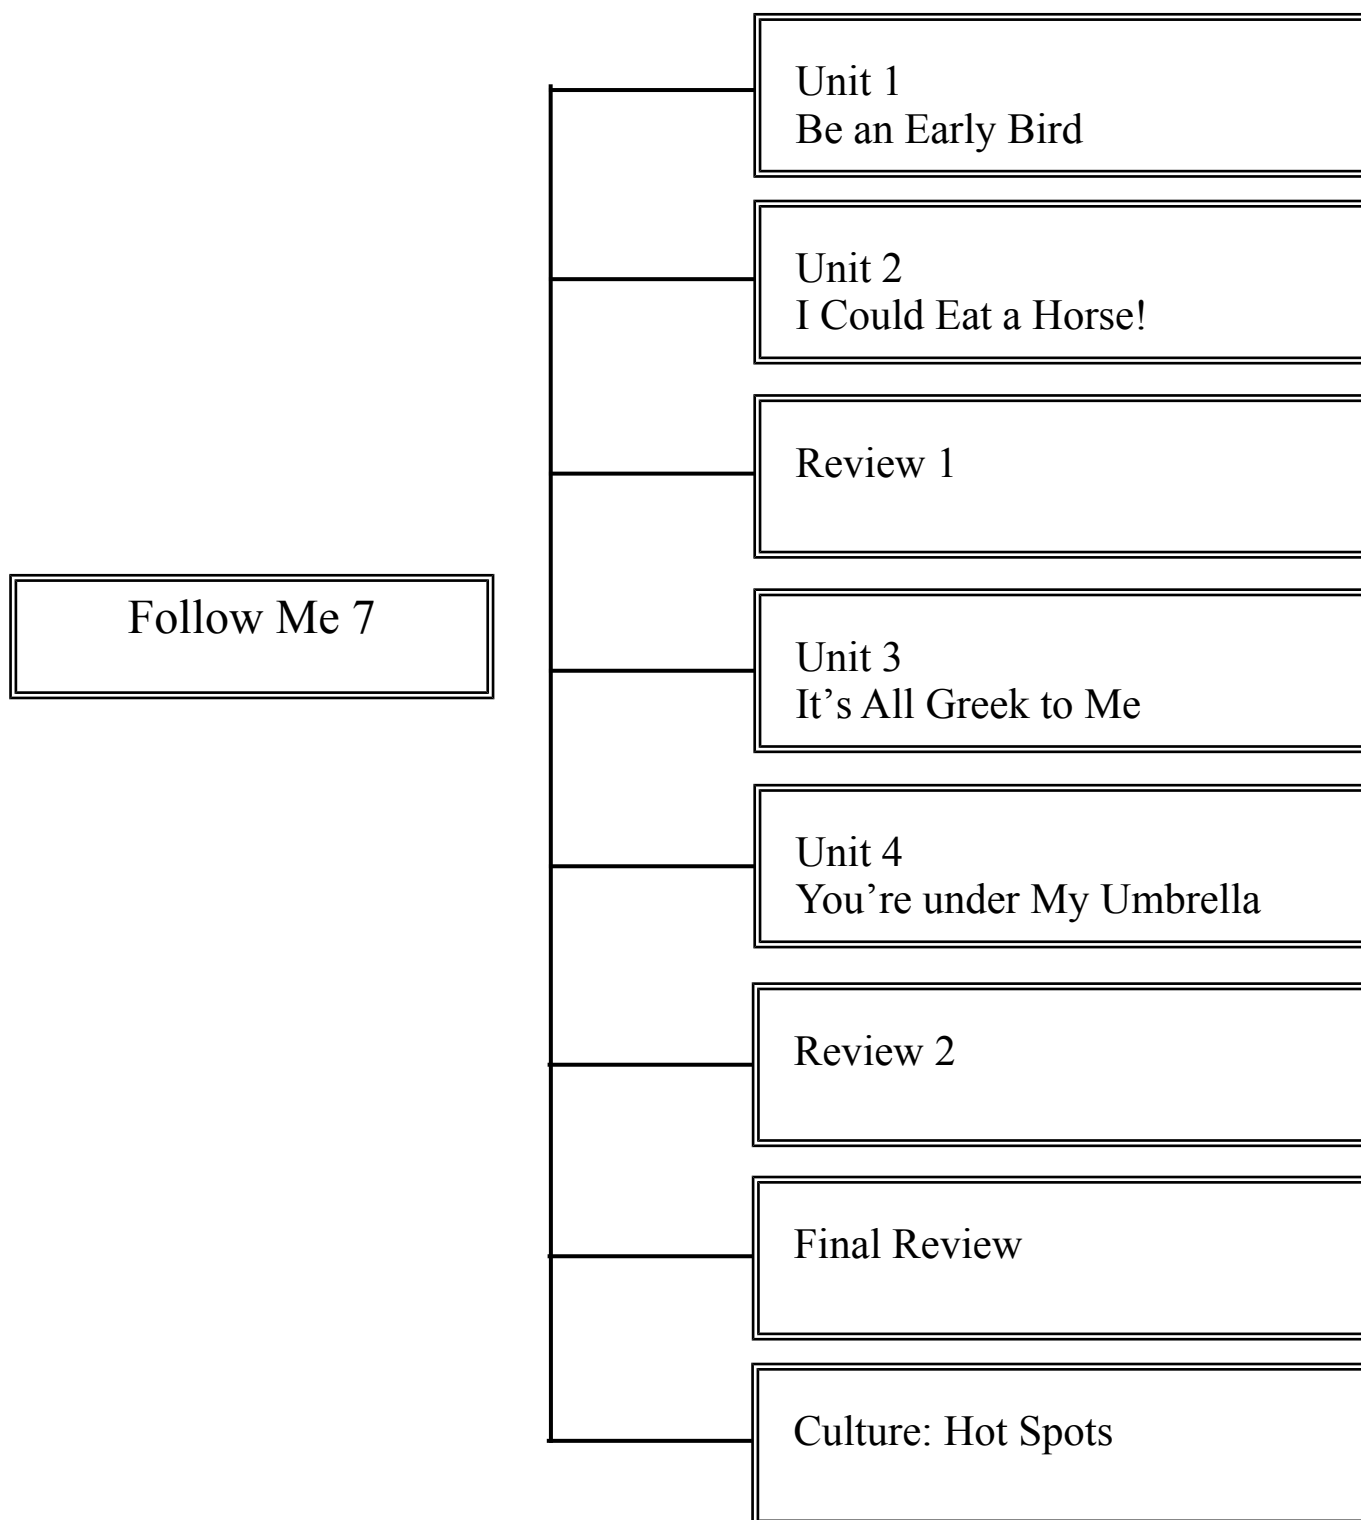 Follow Me 7
Unit 1
Be an Early Bird
Unit 2
I Could Eat a Horse!
Review 1
Unit 3
It’s All Greek to Me
Unit 4
You’re under My Umbrella
Review 2
Final Review
Culture: Hot Spots